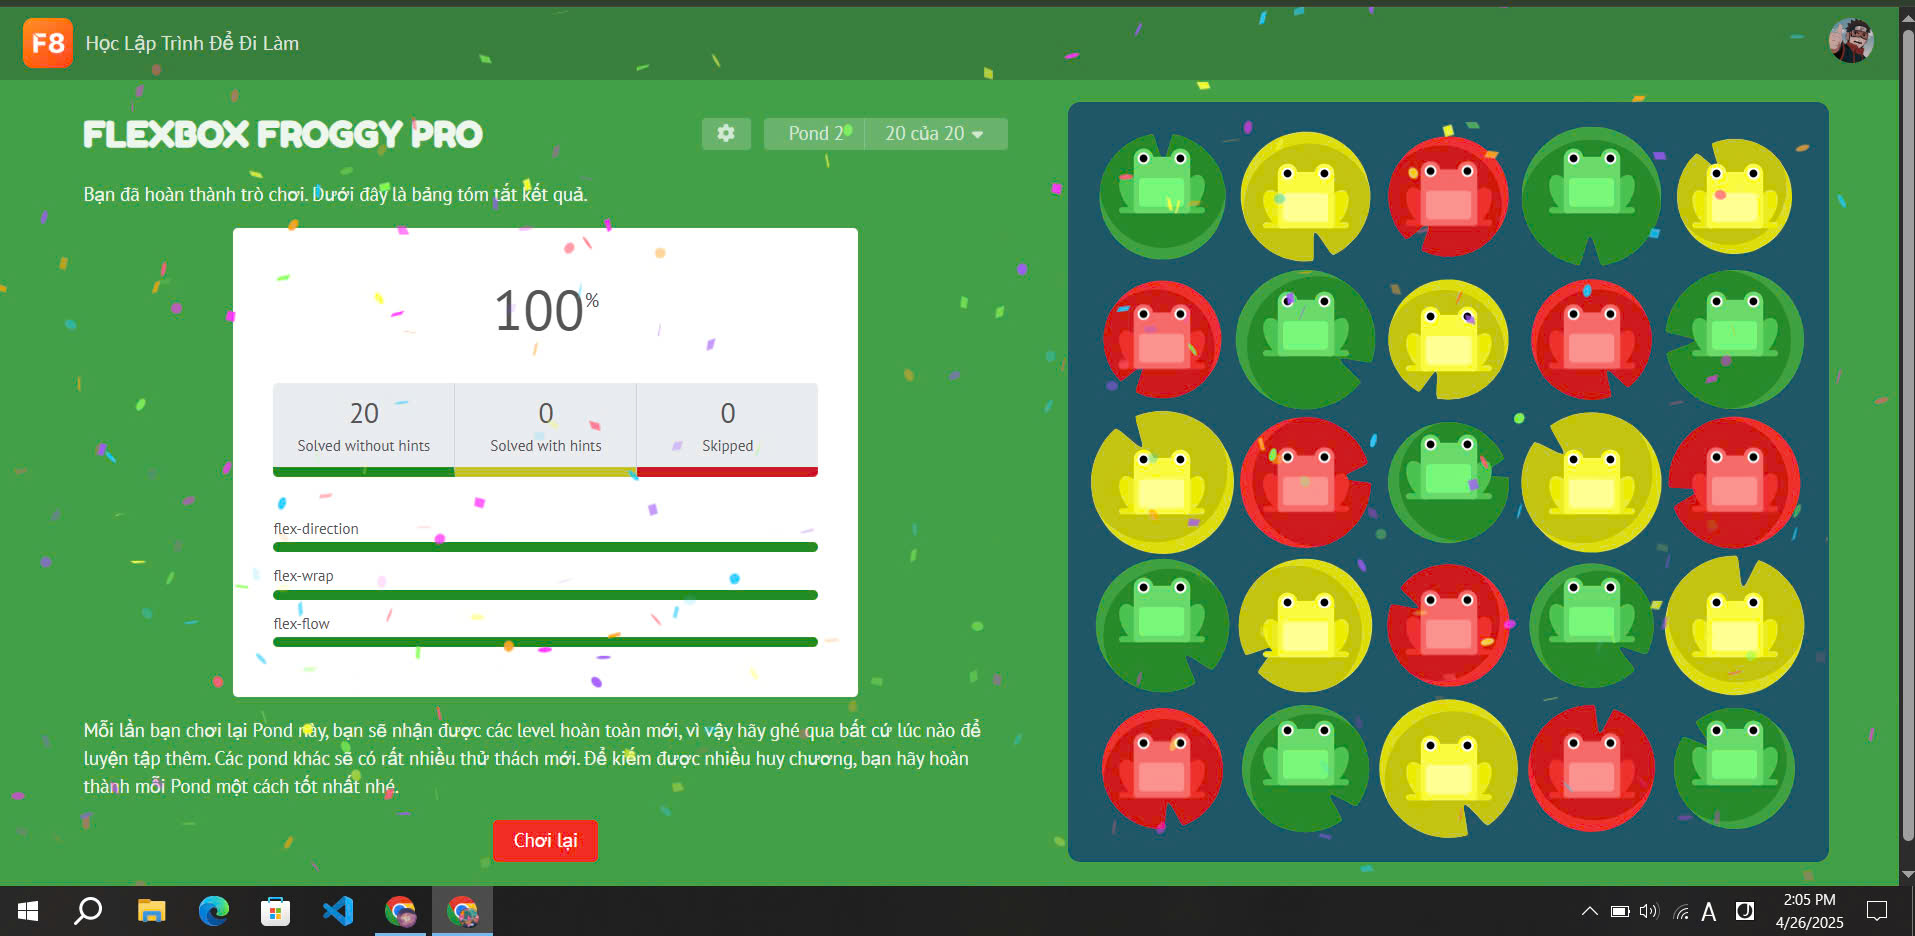 F8 Học Lập Trình Để Đi Làm
FLEXBOX FROGGY PRO
Pond 2 20 của 20
Bạn đã hoàn thành trò chơi. Dưới đây là bảng tóm tắt kết quả.
100%
20 0 0
Solved without hints Solved with hints Skipped
flex-direction
flex-wrap
flex-flow
Mỗi lần bạn chơi lại Pond này, bạn sẽ nhận được các level hoàn toàn mới, vì vậy hãy ghé qua bất cứ lúc nào để
luyện tập thêm. Các pond khác sẽ có rất nhiều thử thách mới. Để kiếm được nhiều huy chương, bạn hãy hoàn
thành mỗi Pond một cách tốt nhất nhé.
Chơi lại
A
2:05 PM
4/26/2025